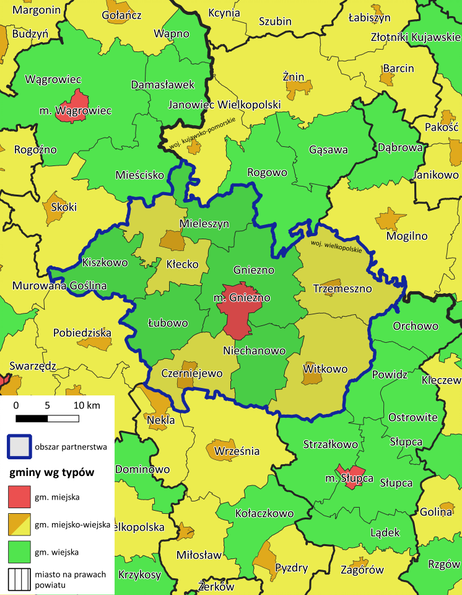 Margonin
Gołańcz
Kcynia
Szubin
Łabiszyn
Budzyń
Wapno
Złotniki Kujawskie
Barcin
Żnin
Wągrowiec
Damasławek
m. Wągrowiec
Janowiec Wielkopolski
Pakość
woj. kujawsko-pomorskie
Rogoźno
Gąsawa
Dąbrowa
Mieścisko
Rogowo
Janikowo
Skoki
Mieleszyn
Mogilno
woj. wielkopolskie
Kiszkowo
Kłecko
Gniezno
Murowana Goślina
Trzemeszno
m. Gniezno
Łubowo
Orchowo
Pobiedziska
Niechanowo
Swarzędz
Czerniejewo
Witkowo
Powidz
Kleczew
0 5 10 km
Nekla
Ostrowite
obszar partnerstwa
Strzałkowo
Słupca
Września
gminy wg typów
Dominowo
m. Słupca
Słupca
gm. miejska
Kołaczkowo
Golina
gm. miejsko-wiejska
elkopolska
Lądek
gm. wiejska
Miłosław
Pyzdry
Zagórów
Rzgów
miasto na prawach
powiatu
Krzykosy
Żerków